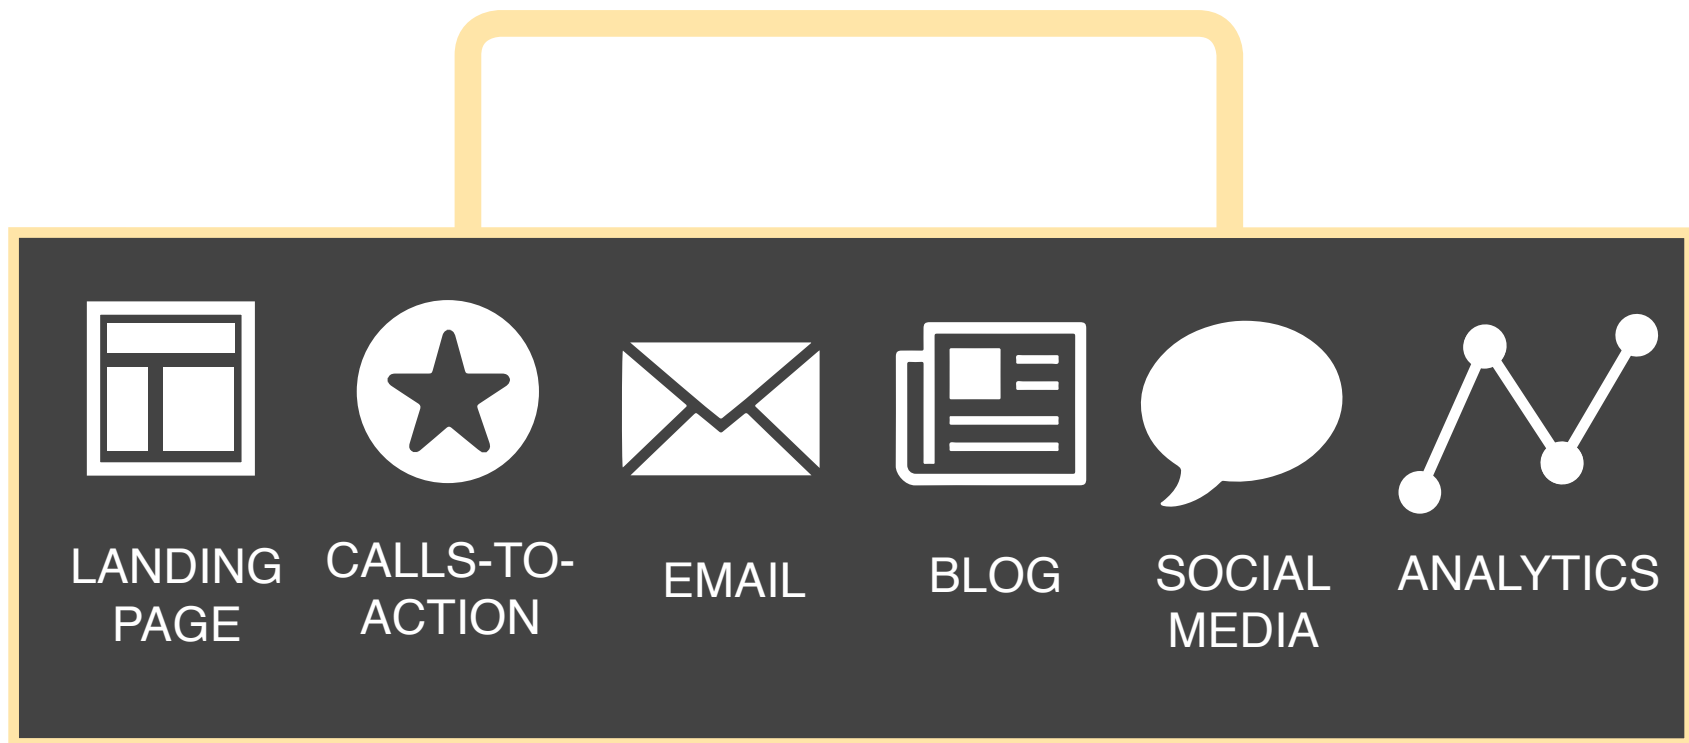 LANDING
PAGE
CALLS-TO-
ACTION
EMAIL
BLOG
SOCIAL
MEDIA
ANALYTICS